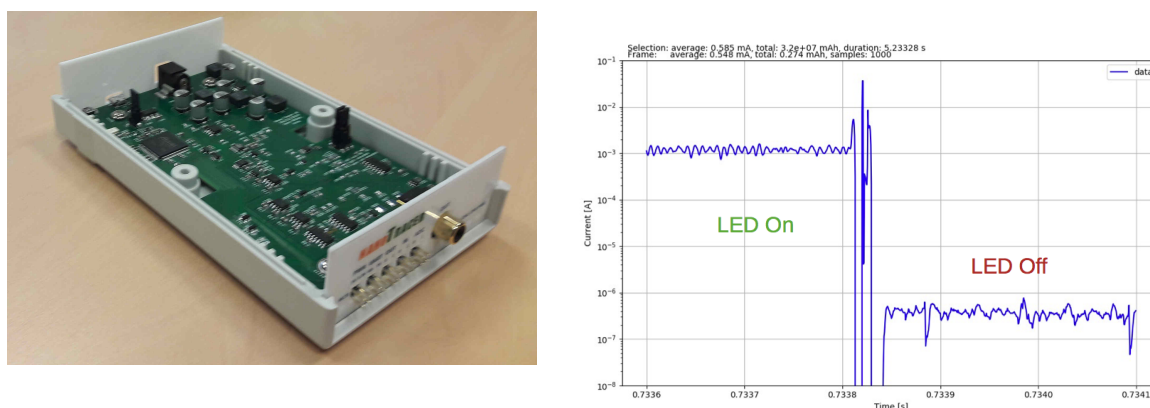 nanoTracer
Selection: average: 0.585 mA, total: 3.2e+07 mAh, duration: 5.23328 s
Frame: average: 0.548 mA, total: 0.274 mAh, samples: 1000
data
Current [A]
10^-1
10^-2
10^-3
10^-4
10^-5
10^-6
10^-7
10^-8
LED On
LED Off
0.7336
0.7337
0.7338
0.7339
0.7340
0.7341
Time [s]